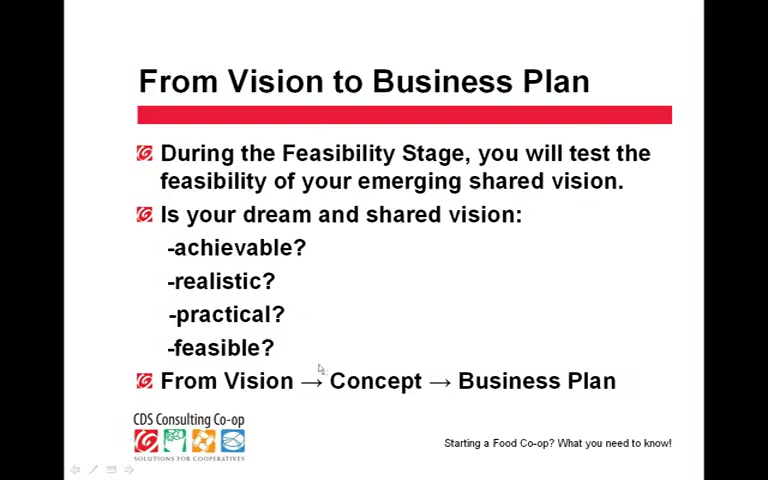 From Vision to Business Plan
During the Feasibility Stage, you will test the
feasibility of your emerging shared vision.
Is your dream and shared vision:
-achievable?
-realistic?
-practical?
-feasible?
From Vision → Concept → Business Plan
CDS Consulting Co-op
SOLUTIONS FOR COOPERATIVES
Starting a Food Co-op? What you need to know!